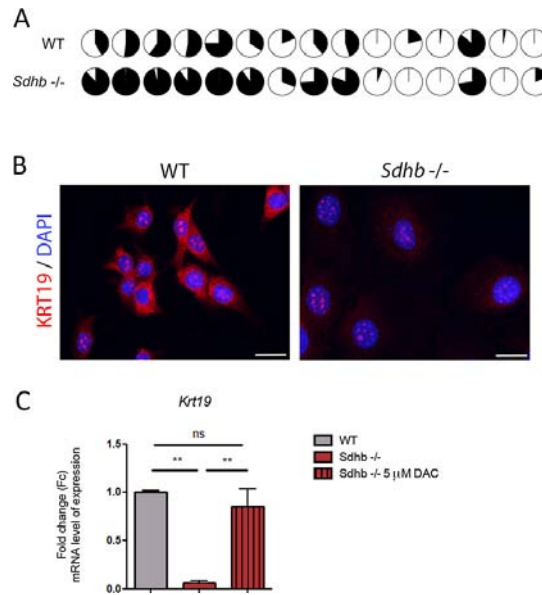 A
WT
Sdhb -/-
B
WT
Sdhb -/-
KRT19 / DAPI
C
Krt19
ns
** **
Fold change (Fc)
mRNA level of expression
1.5
1.0
0.5
0.0
WT
Sdhb -/-
Sdhb -/- 5 μM DAC